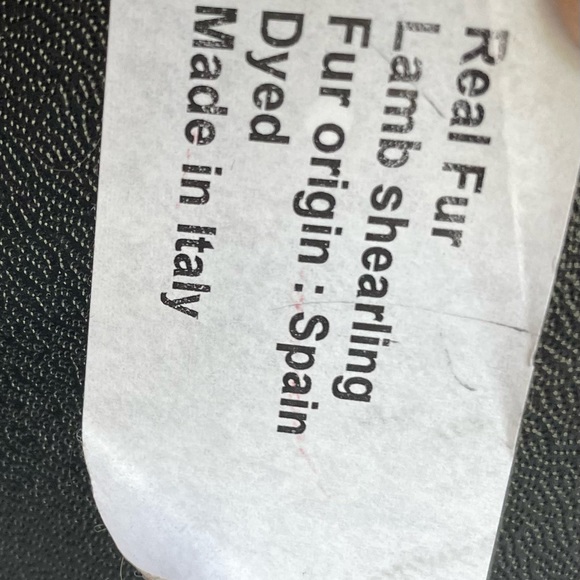 Real Fur
Lamb shearling
Fur origin : Spain
Dyed
Made in Italy